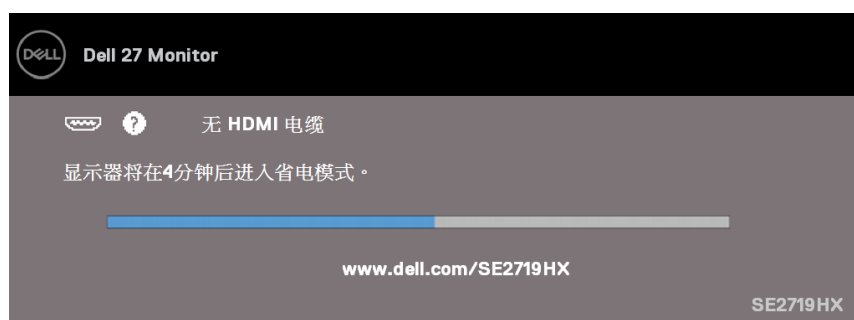 DELL Dell 27 Monitor
? 无 HDMI 电缆
显示器将在4分钟后进入省电模式。
www.dell.com/SE2719HX
SE2719HX